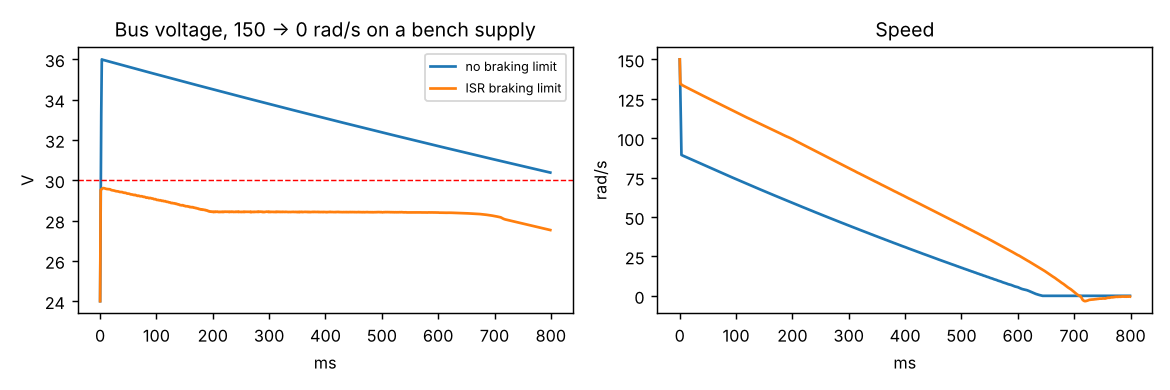 Bus voltage, 150 → 0 rad/s on a bench supply
36
34
32
30
28
26
24
V
no braking limit
ISR braking limit
0 100 200 300 400 500 600 700 800
ms
Speed
150
125
100
75
50
25
0
rad/s
0 100 200 300 400 500 600 700 800
ms